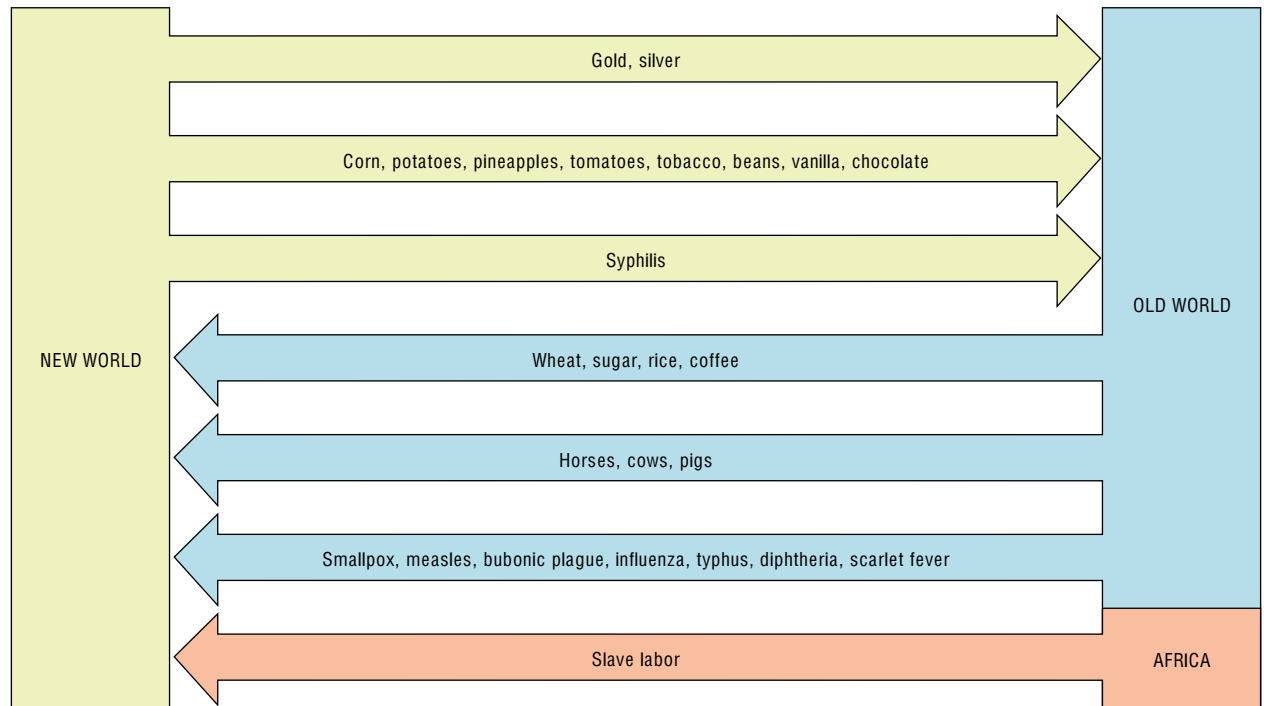 Gold, silver
Corn, potatoes, pineapples, tomatoes, tobacco, beans, vanilla, chocolate
Syphilis
OLD WORLD
NEW WORLD
Wheat, sugar, rice, coffee
Horses, cows, pigs
Smallpox, measles, bubonic plague, influenza, typhus, diphtheria, scarlet fever
Slave labor
AFRICA